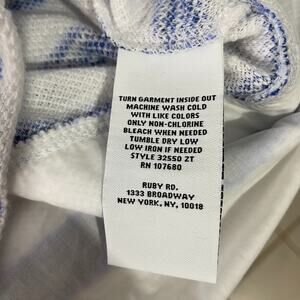 TURN GARMENT INSIDE OUT
MACHINE WASH COLD
WITH LIKE COLORS
ONLY NON-CHLORINE
BLEACH WHEN NEEDED
TUMBLE DRY LOW
LOW IRON IF NEEDED
STYLE 32550 ZT
RN 107680
RUBY RD.
1333 BROADWAY
NEW YORK, NY, 10018